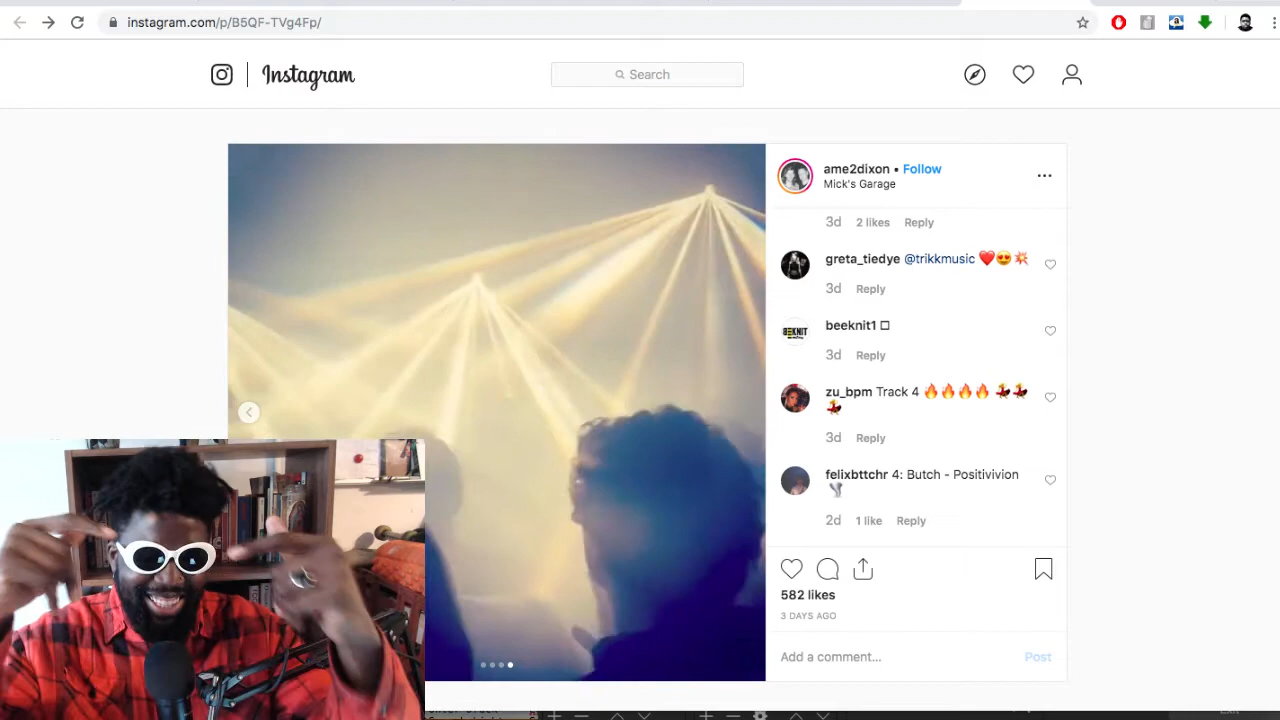 instagram.com/p/B5QF-TVg4Fp/
Instagram
Search
ame2dixon • Follow
Mick's Garage
3d 2 likes Reply
greta_tiedye @trikkmusic ❤️😍💥
3d Reply
BEEKNIT
beeknit1 □
3d Reply
zu_bpm Track 4 🔥🔥🔥🔥 💃💃
💃
3d Reply
felixbttchr 4: Butch - Positivivion
2d 1 like Reply
582 likes
3 DAYS AGO
Add a comment... Post